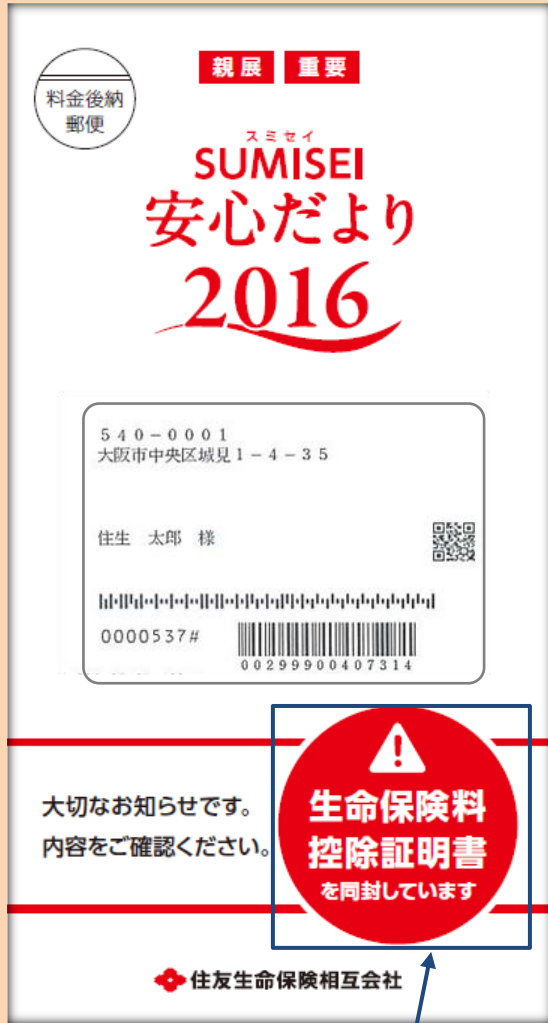 料金後納
郵便
親展 重要
スミセイ
SUMISEI
安心だより
2016
540-0001
大阪市中央区城見1-4-35
住生 太郎 様
0000537#
00299900407314
大切なお知らせです。
内容をご確認ください。
生命保険料
控除証明書
を同封しています
住友生命保険相互会社